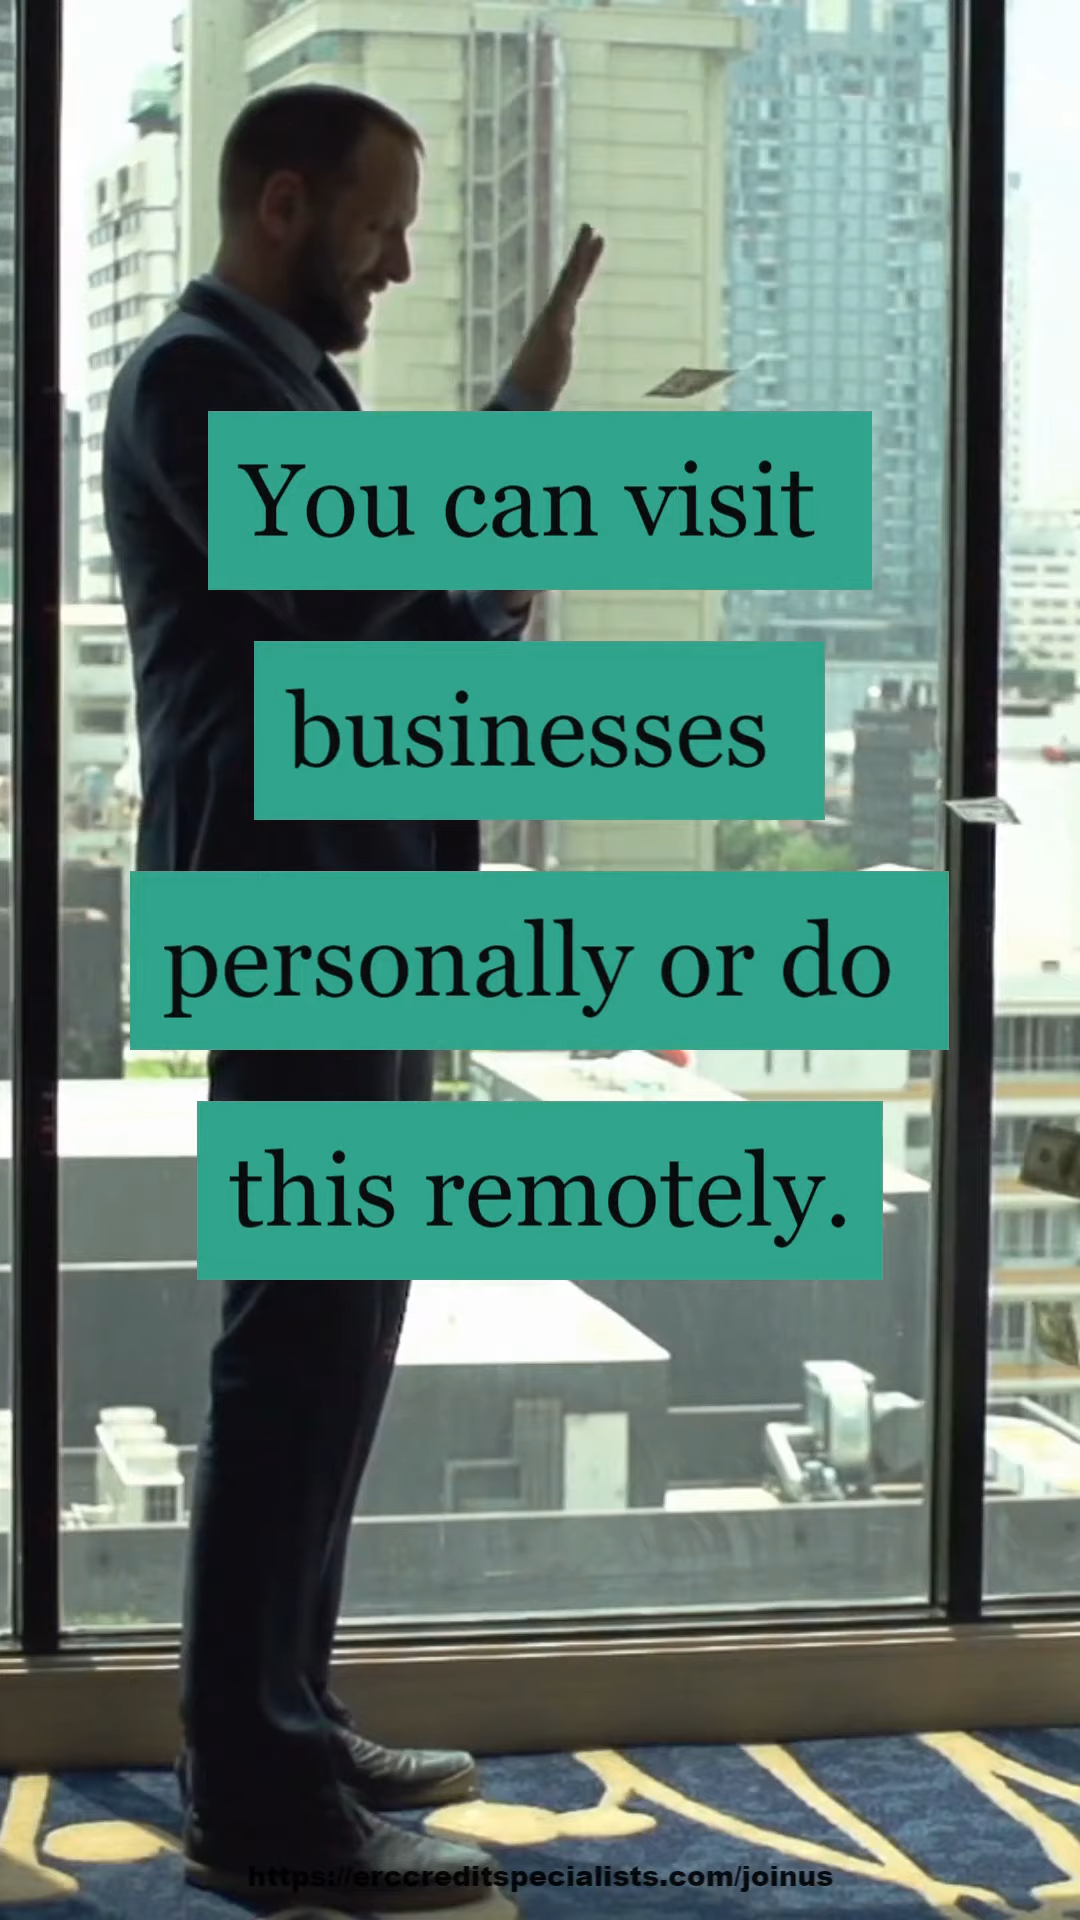 You can visit
businesses
personally or do
this remotely.
https://erccreditspecialists.com/joinus